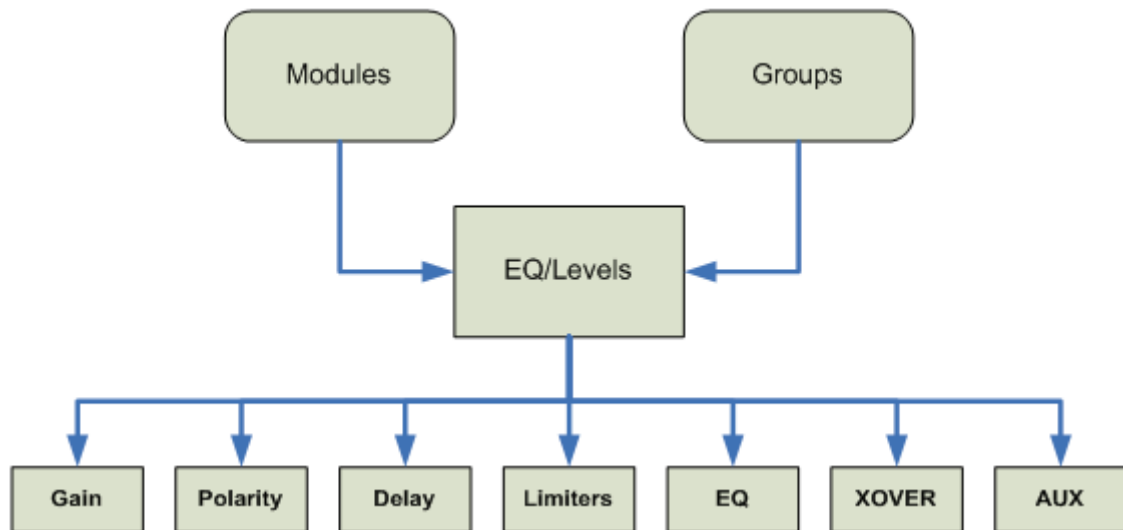 Modules
Groups
EQ/Levels
Gain
Polarity
Delay
Limiters
EQ
XOVER
AUX